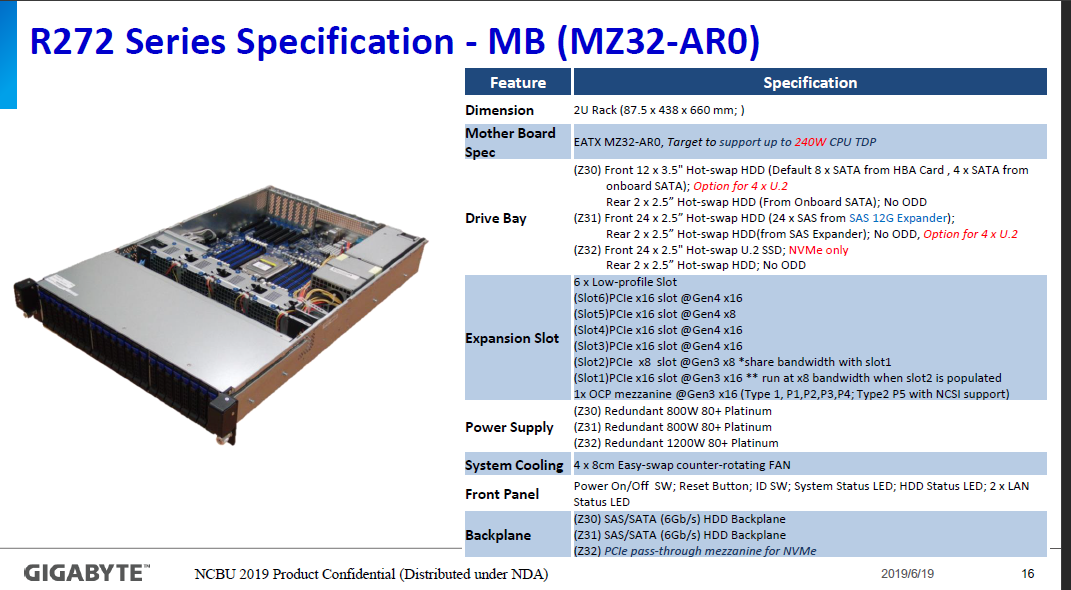 R272 Series Specification - MB (MZ32-AR0)
Feature Specification
Dimension 2U Rack (87.5 x 438 x 660 mm; )
Mother Board Spec EATX MZ32-AR0, Target to support up to 240W CPU TDP
Drive Bay
(Z30) Front 12 x 3.5" Hot-swap HDD (Default 8 x SATA from HBA Card , 4 x SATA from
onboard SATA); Option for 4 x U.2
Rear 2 x 2.5” Hot-swap HDD (From Onboard SATA); No ODD
(Z31) Front 24 x 2.5” Hot-swap HDD (24 x SAS from SAS 12G Expander);
Rear 2 x 2.5” Hot-swap HDD(from SAS Expander); No ODD, Option for 4 x U.2
(Z32) Front 24 x 2.5" Hot-swap U.2 SSD; NVMe only
Rear 2 x 2.5” Hot-swap HDD; No ODD
Expansion Slot
6 x Low-profile Slot
(Slot6)PCIe x16 slot @Gen4 x16
(Slot5)PCIe x16 slot @Gen4 x8
(Slot4)PCIe x16 slot @Gen4 x16
(Slot3)PCIe x16 slot @Gen4 x16
(Slot2)PCIe x8 slot @Gen3 x8 *share bandwidth with slot1
(Slot1)PCIe x16 slot @Gen3 x16 ** run at x8 bandwidth when slot2 is populated
1x OCP mezzanine @Gen3 x16 (Type 1, P1,P2,P3,P4; Type2 P5 with NCSI support)
Power Supply
(Z30) Redundant 800W 80+ Platinum
(Z31) Redundant 800W 80+ Platinum
(Z32) Redundant 1200W 80+ Platinum
System Cooling 4 x 8cm Easy-swap counter-rotating FAN
Front Panel
Power On/Off SW; Reset Button; ID SW; System Status LED; HDD Status LED; 2 x LAN
Status LED
Backplane
(Z30) SAS/SATA (6Gb/s) HDD Backplane
(Z31) SAS/SATA (6Gb/s) HDD Backplane
(Z32) PCIe pass-through mezzanine for NVMe
GIGABYTE™ NCBU 2019 Product Confidential (Distributed under NDA) 2019/6/19 16